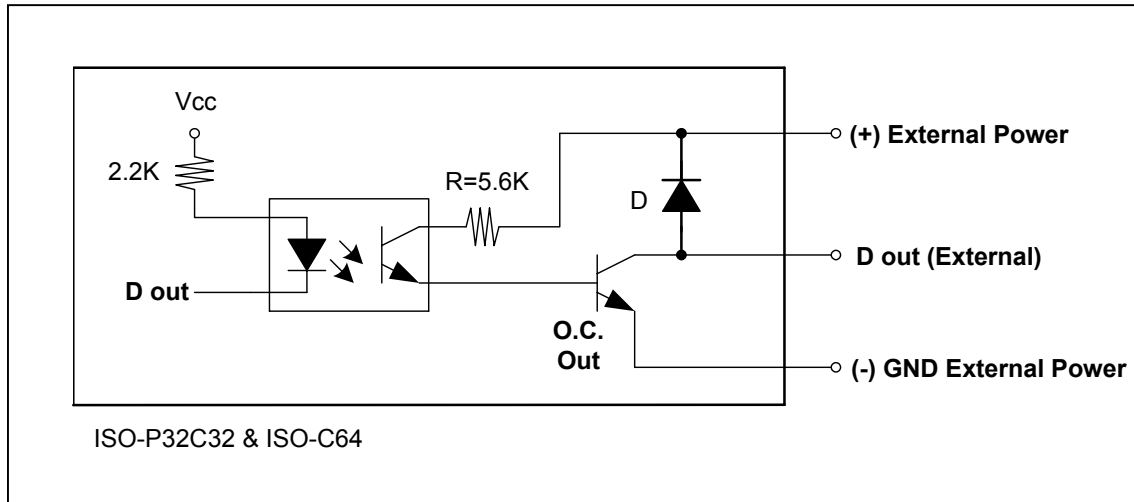 Vcc
2.2K
R=5.6K
(+) External Power
D
D out (External)
D out
O.C.
Out
(-) GND External Power
ISO-P32C32 & ISO-C64